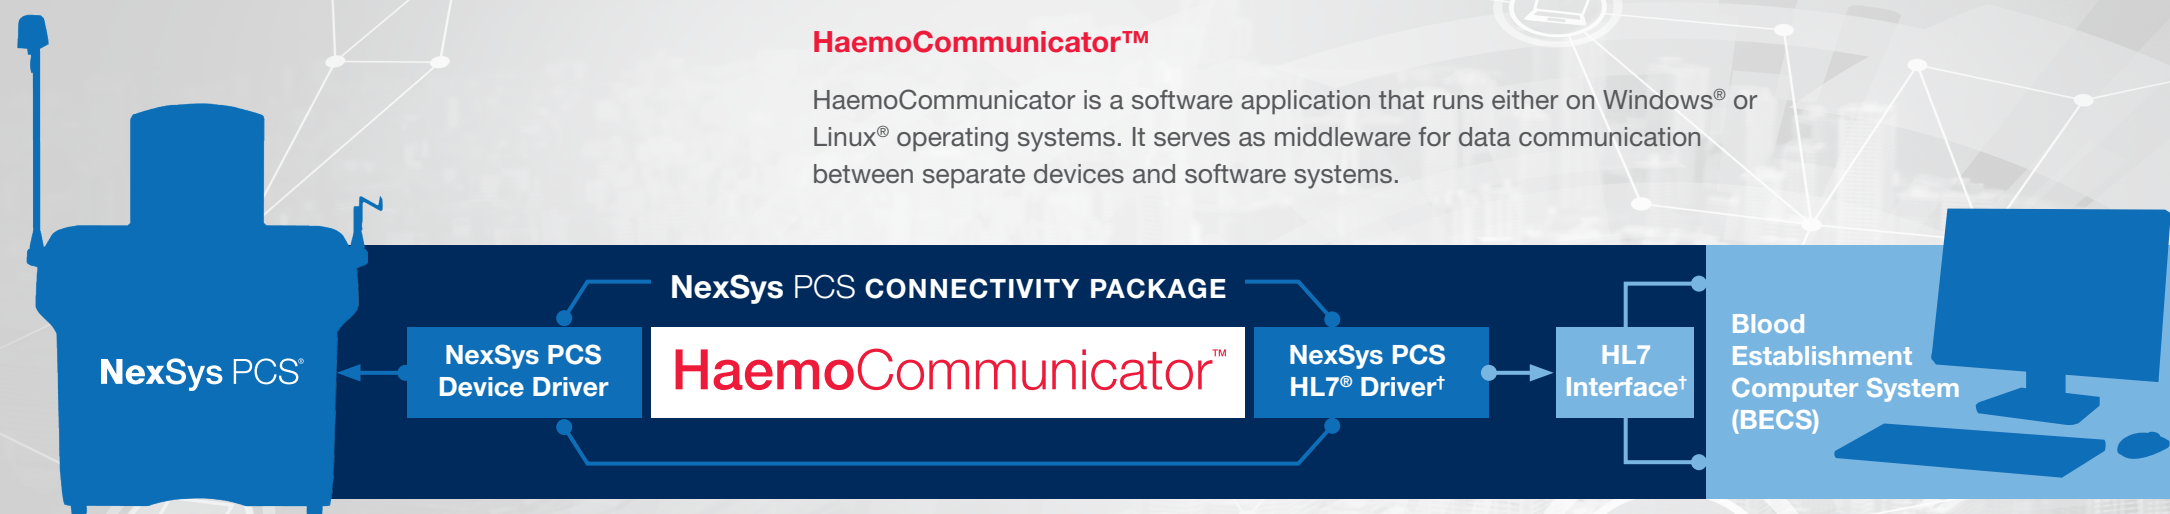 HaemoCommunicator™
HaemoCommunicator is a software application that runs either on Windows® or
Linux® operating systems. It serves as middleware for data communication
between separate devices and software systems.
NexSys PCS CONNECTIVITY PACKAGE
NexSys PCS®
NexSys PCS
Device Driver
HaemoCommunicator™
NexSys PCS
HL7® Driver†
HL7
Interface†
Blood
Establishment
Computer System
(BECS)